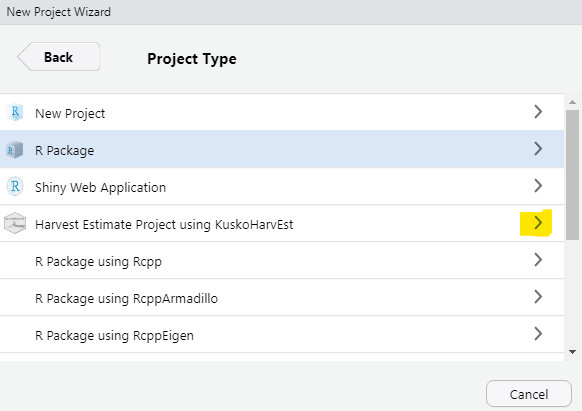 New Project Wizard
Back
Project Type
R New Project
R R Package
R Shiny Web Application
Harvest Estimate Project using KuskoHarvEst
R Package using Rcpp
R Package using RcppArmadillo
R Package using RcppEigen
Cancel